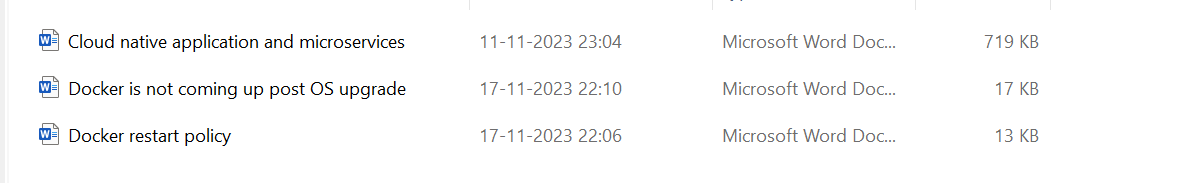 Cloud native application and microservices 11-11-2023 23:04 Microsoft Word Doc... 719 KB
Docker is not coming up post OS upgrade 17-11-2023 22:10 Microsoft Word Doc... 17 KB
Docker restart policy 17-11-2023 22:06 Microsoft Word Doc... 13 KB